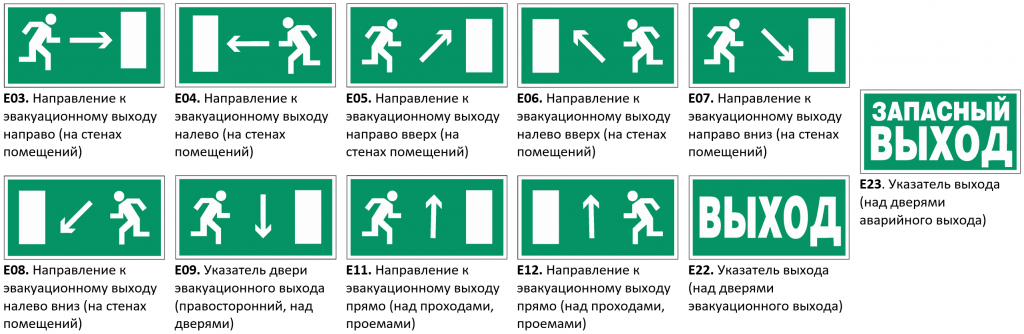 E03. Направление к
эвакуационному выходу
направо (на стенах
помещений)
E04. Направление к
эвакуационному выходу
налево (на стенах
помещений)
E05. Направление к
эвакуационному выходу
направо вверх (на
стенах помещений)
E06. Направление к
эвакуационному выходу
налево вверх (на стенах
помещений)
E07. Направление к
эвакуационному выходу
направо вниз (на стенах
помещений)
ЗАПАСНЫЙ
ВЫХОД
E23. Указатель выхода
(над дверями
аварийного выхода)
E08. Направление к
эвакуационному выходу
налево вниз (на стенах
помещений)
E09. Указатель двери
эвакуационного выхода
(правосторонний, над
дверями)
E11. Направление к
эвакуационному выходу
прямо (над проходами,
проемами)
E12. Направление к
эвакуационному выходу
прямо (над проходами,
проемами)
ВЫХОД
E22. Указатель выхода
(над дверями
эвакуационного выхода)